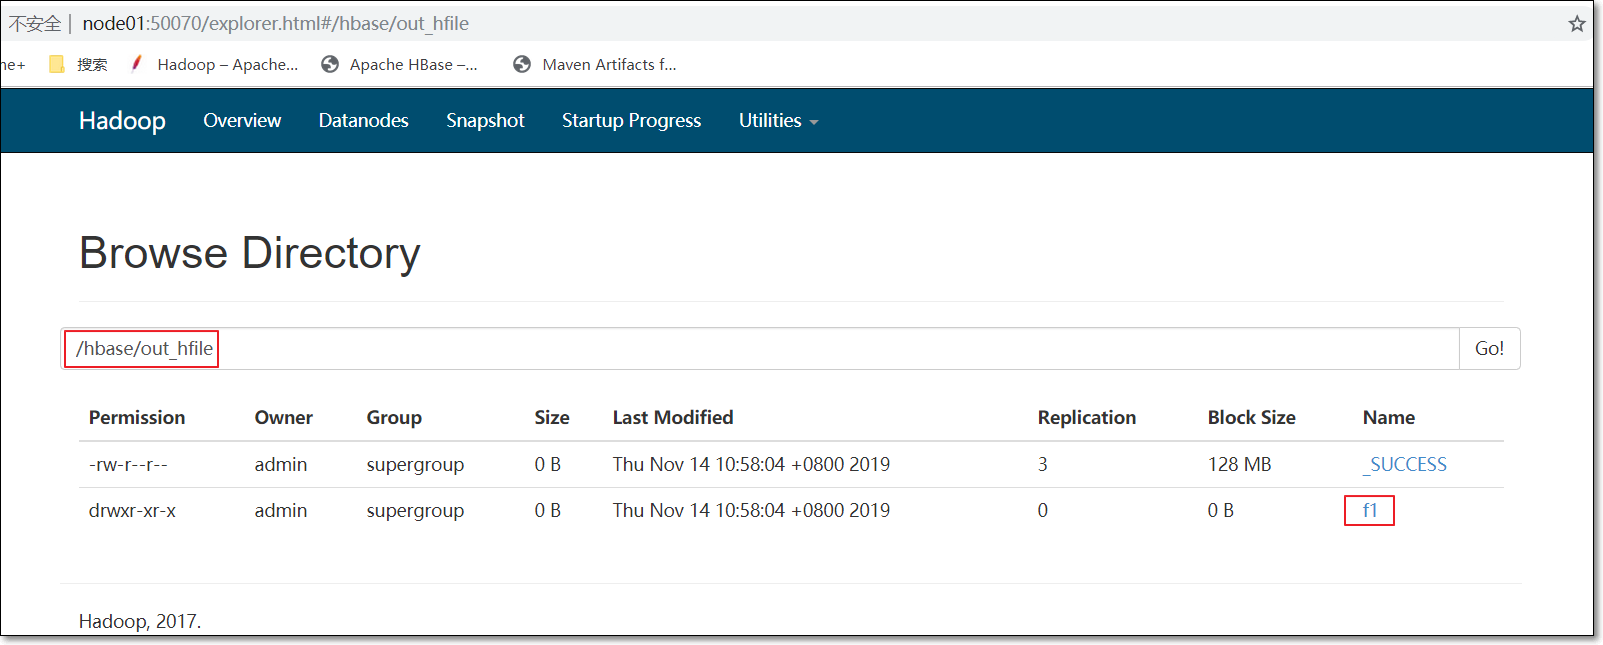 不安全 | node01:50070/explorer.html#/hbase/out_hfile
ne+ 搜索 Hadoop – Apache... Apache HBase –... Maven Artifacts f...
Hadoop Overview Datanodes Snapshot Startup Progress Utilities
Browse Directory
/hbase/out_hfile Go!
Permission Owner Group Size Last Modified Replication Block Size Name
-rw-r--r-- admin supergroup 0 B Thu Nov 14 10:58:04 +0800 2019 3 128 MB _SUCCESS
drwxr-xr-x admin supergroup 0 B Thu Nov 14 10:58:04 +0800 2019 0 0 B f1
Hadoop, 2017.